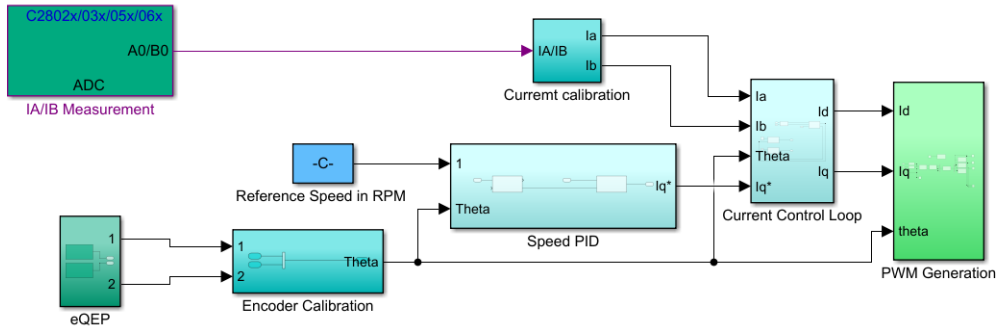 C2802x/03x/05x/06x
A0/B0
ADC
IA/IB Measurement
IA/IB
Ia
Ib
Curremt calibration
Ia
Ib
Theta
Iq*
Id
Iq
Current Control Loop
Id
Iq
theta
PWM Generation
-C-
Reference Speed in RPM
1
Theta
Iq*
Speed PID
1
2
eQEP
1
2
Theta
Encoder Calibration